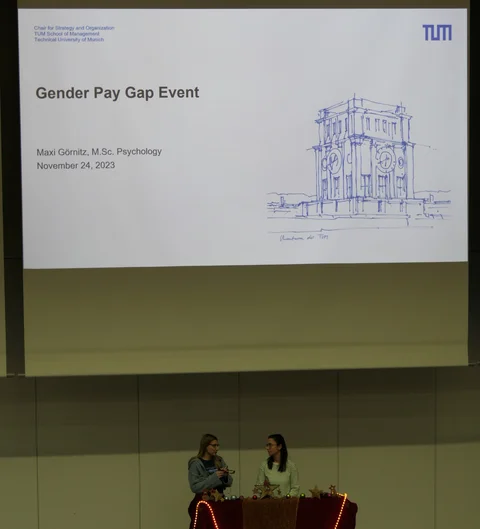 Chair for Strategy and Organization
TUM School of Management
Technical University of Munich
TUM
Gender Pay Gap Event
Maxi Görnitz, M.Sc. Psychology
November 24, 2023